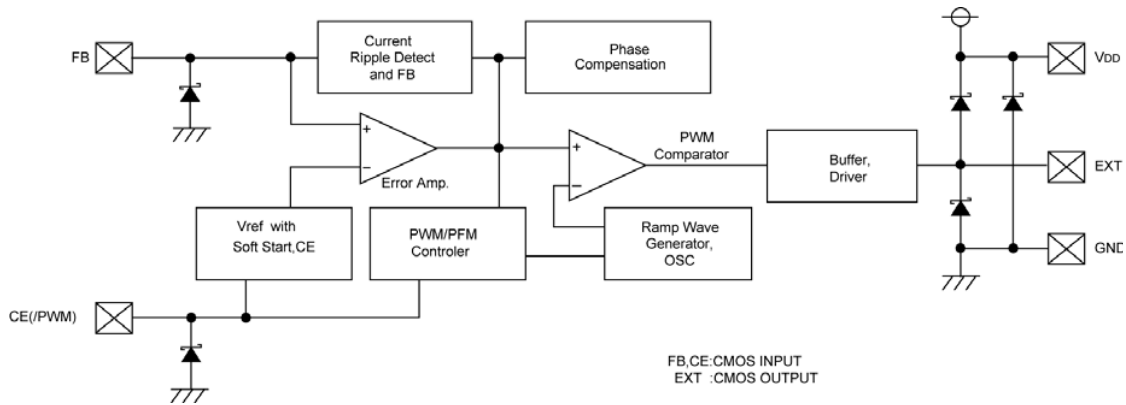 FB
Current
Ripple Detect
and FB
Phase
Compensation
VDD
+
−
Error Amp.
+
−
PWM
Comparator
Buffer,
Driver
EXT
Vref with
Soft Start,CE
PWM/PFM
Controler
Ramp Wave
Generator,
OSC
GND
CE(/PWM)
FB,CE:CMOS INPUT
EXT :CMOS OUTPUT